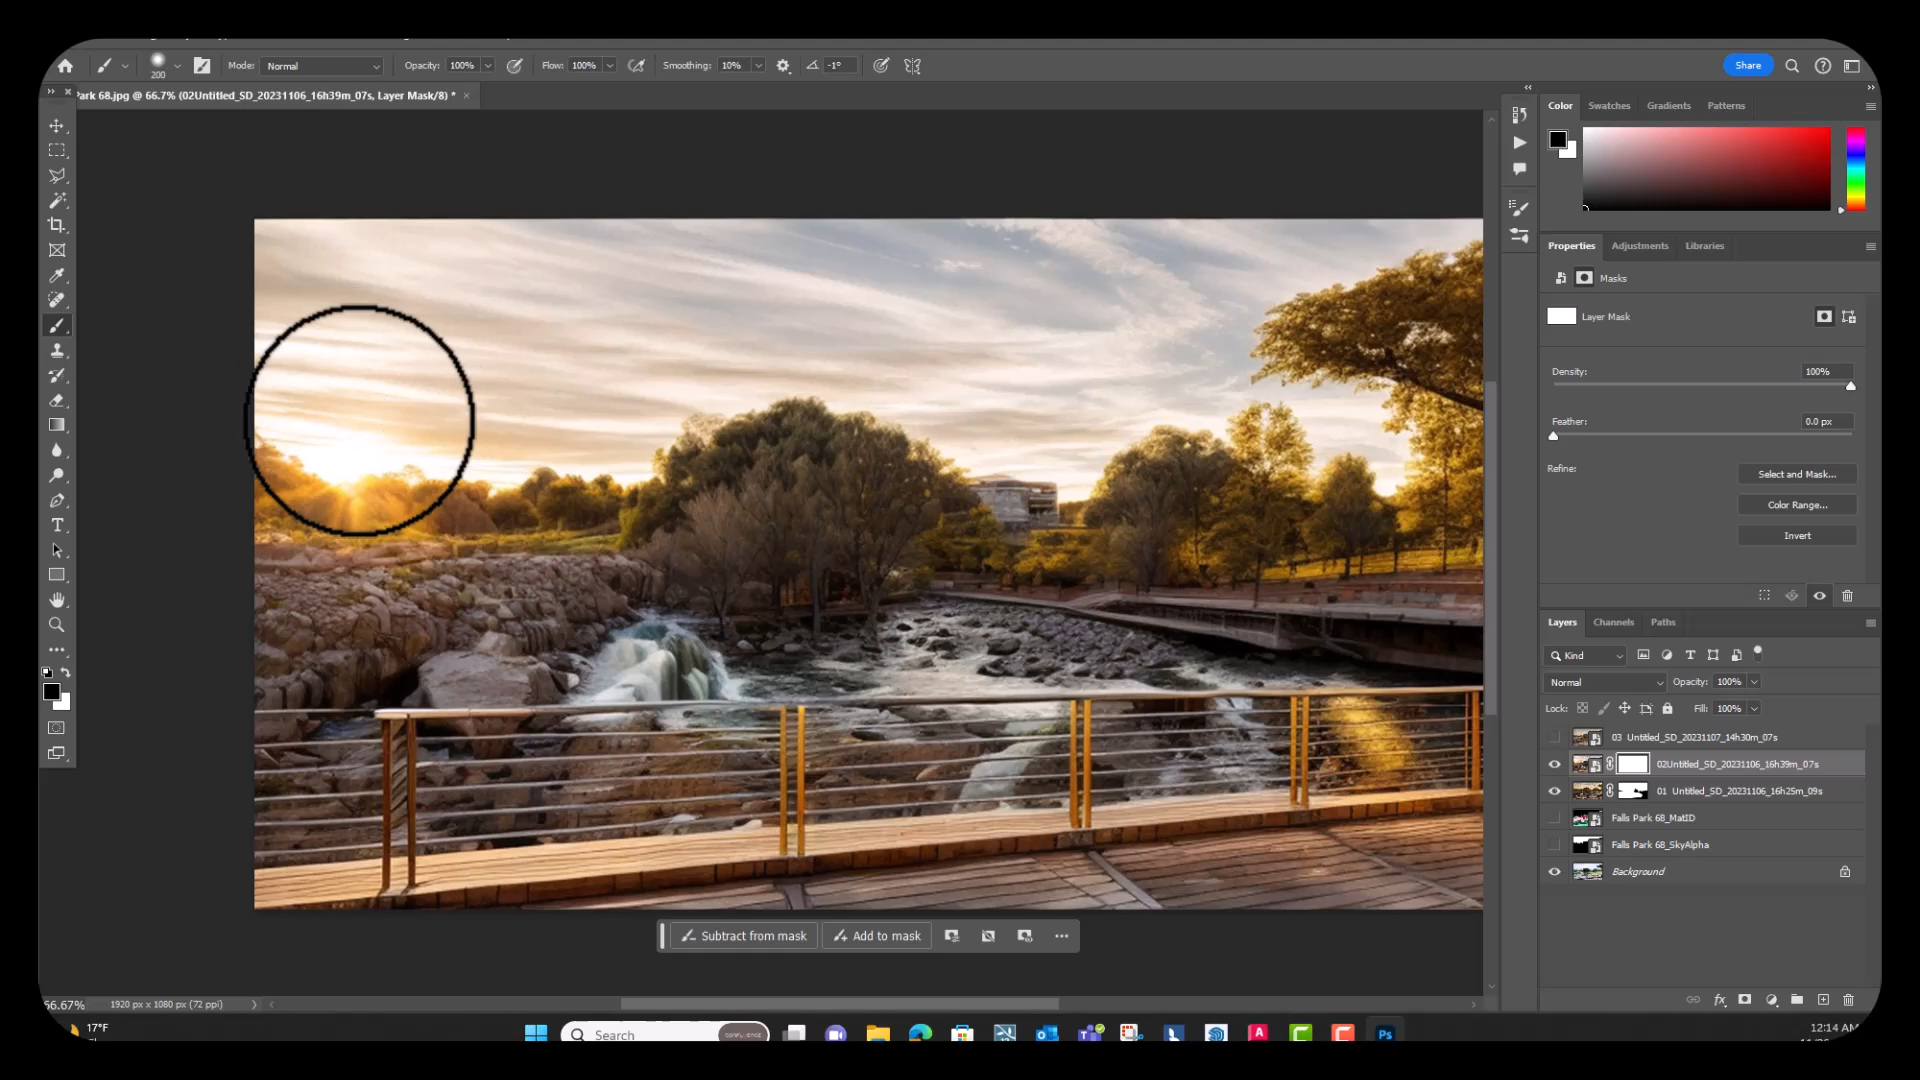 200
Mode: Normal
Opacity: 100%
Flow: 100%
Smoothing: 10%
-1°
Share
Park 68.jpg @ 66.7% (02Untitled_SD_20231106_16h39m_07s, Layer Mask/8) *
Color
Swatches
Gradients
Patterns
Properties
Adjustments
Libraries
Masks
Layer Mask
Density:
100%
Feather:
0.0 px
Refine:
Select and Mask...
Color Range...
Invert
Layers
Channels
Paths
Kind
Normal
Opacity: 100%
Lock:
Fill: 100%
03 Untitled_SD_20231107_14h30m_07s
02Untitled_SD_20231106_16h39m_07s
01 Untitled_SD_20231106_16h25m_09s
Falls Park 68_MatID
Falls Park 68_SkyAlpha
Background
Subtract from mask
Add to mask
66.67%
1920 px x 1080 px (72 ppi)
17°F
Search
Ps
12:14 AM